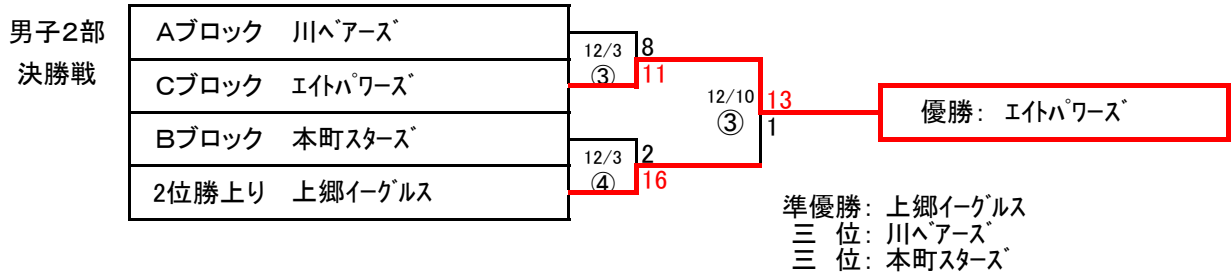 男子2部
決勝戦
Aブロック 川ベアーズ
Cブロック エイトパワーズ
Bブロック 本町スターズ
2位勝上り 上郷イーグルス
12/3
③
8
11
12/3
④
2
16
12/10
③
13
1
優勝: エイトパワーズ
準優勝: 上郷イーグルス
三 位: 川ベアーズ
三 位: 本町スターズ